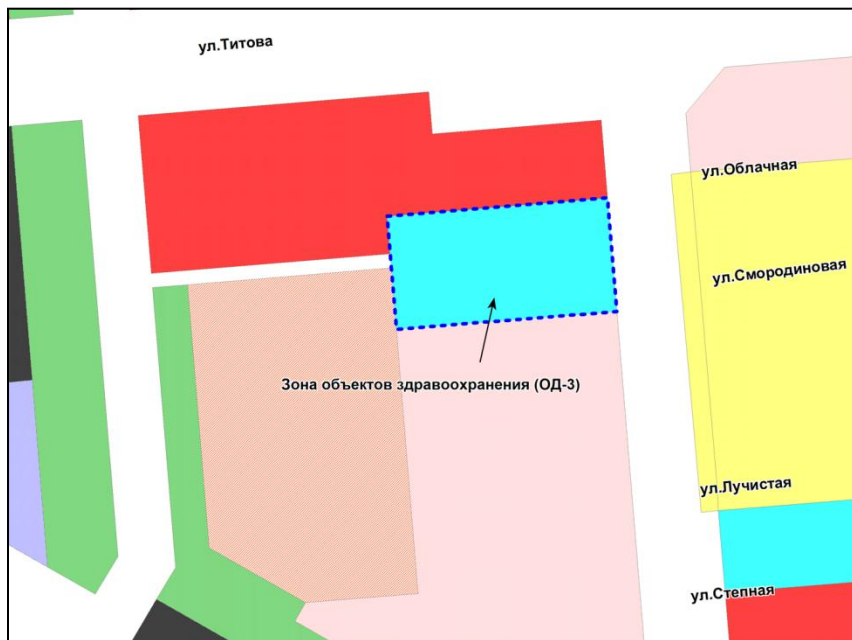 ул.Титова
ул.Облачная
ул.Смородиновая
Зона объектов здравоохранения (ОД-3)
ул.Лучистая
ул.Степная